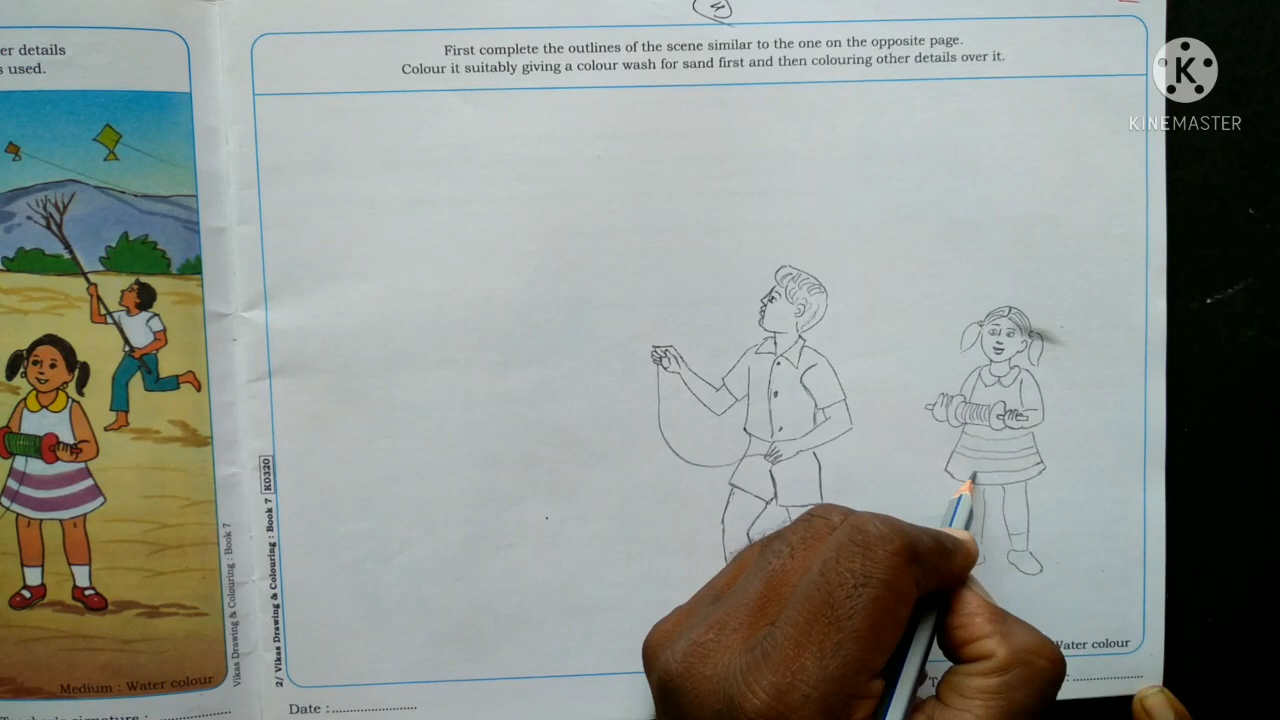 er details
s used.
Medium : Water colour
Teacher's signature :
Vikas Drawing & Colouring : Book 7
2/ Vikas Drawing & Colouring : Book 7 K0320
First complete the outlines of the scene similar to the one on the opposite page.
Colour it suitably giving a colour wash for sand first and then colouring other details over it.
K
KINEMASTER
Water colour
Date :